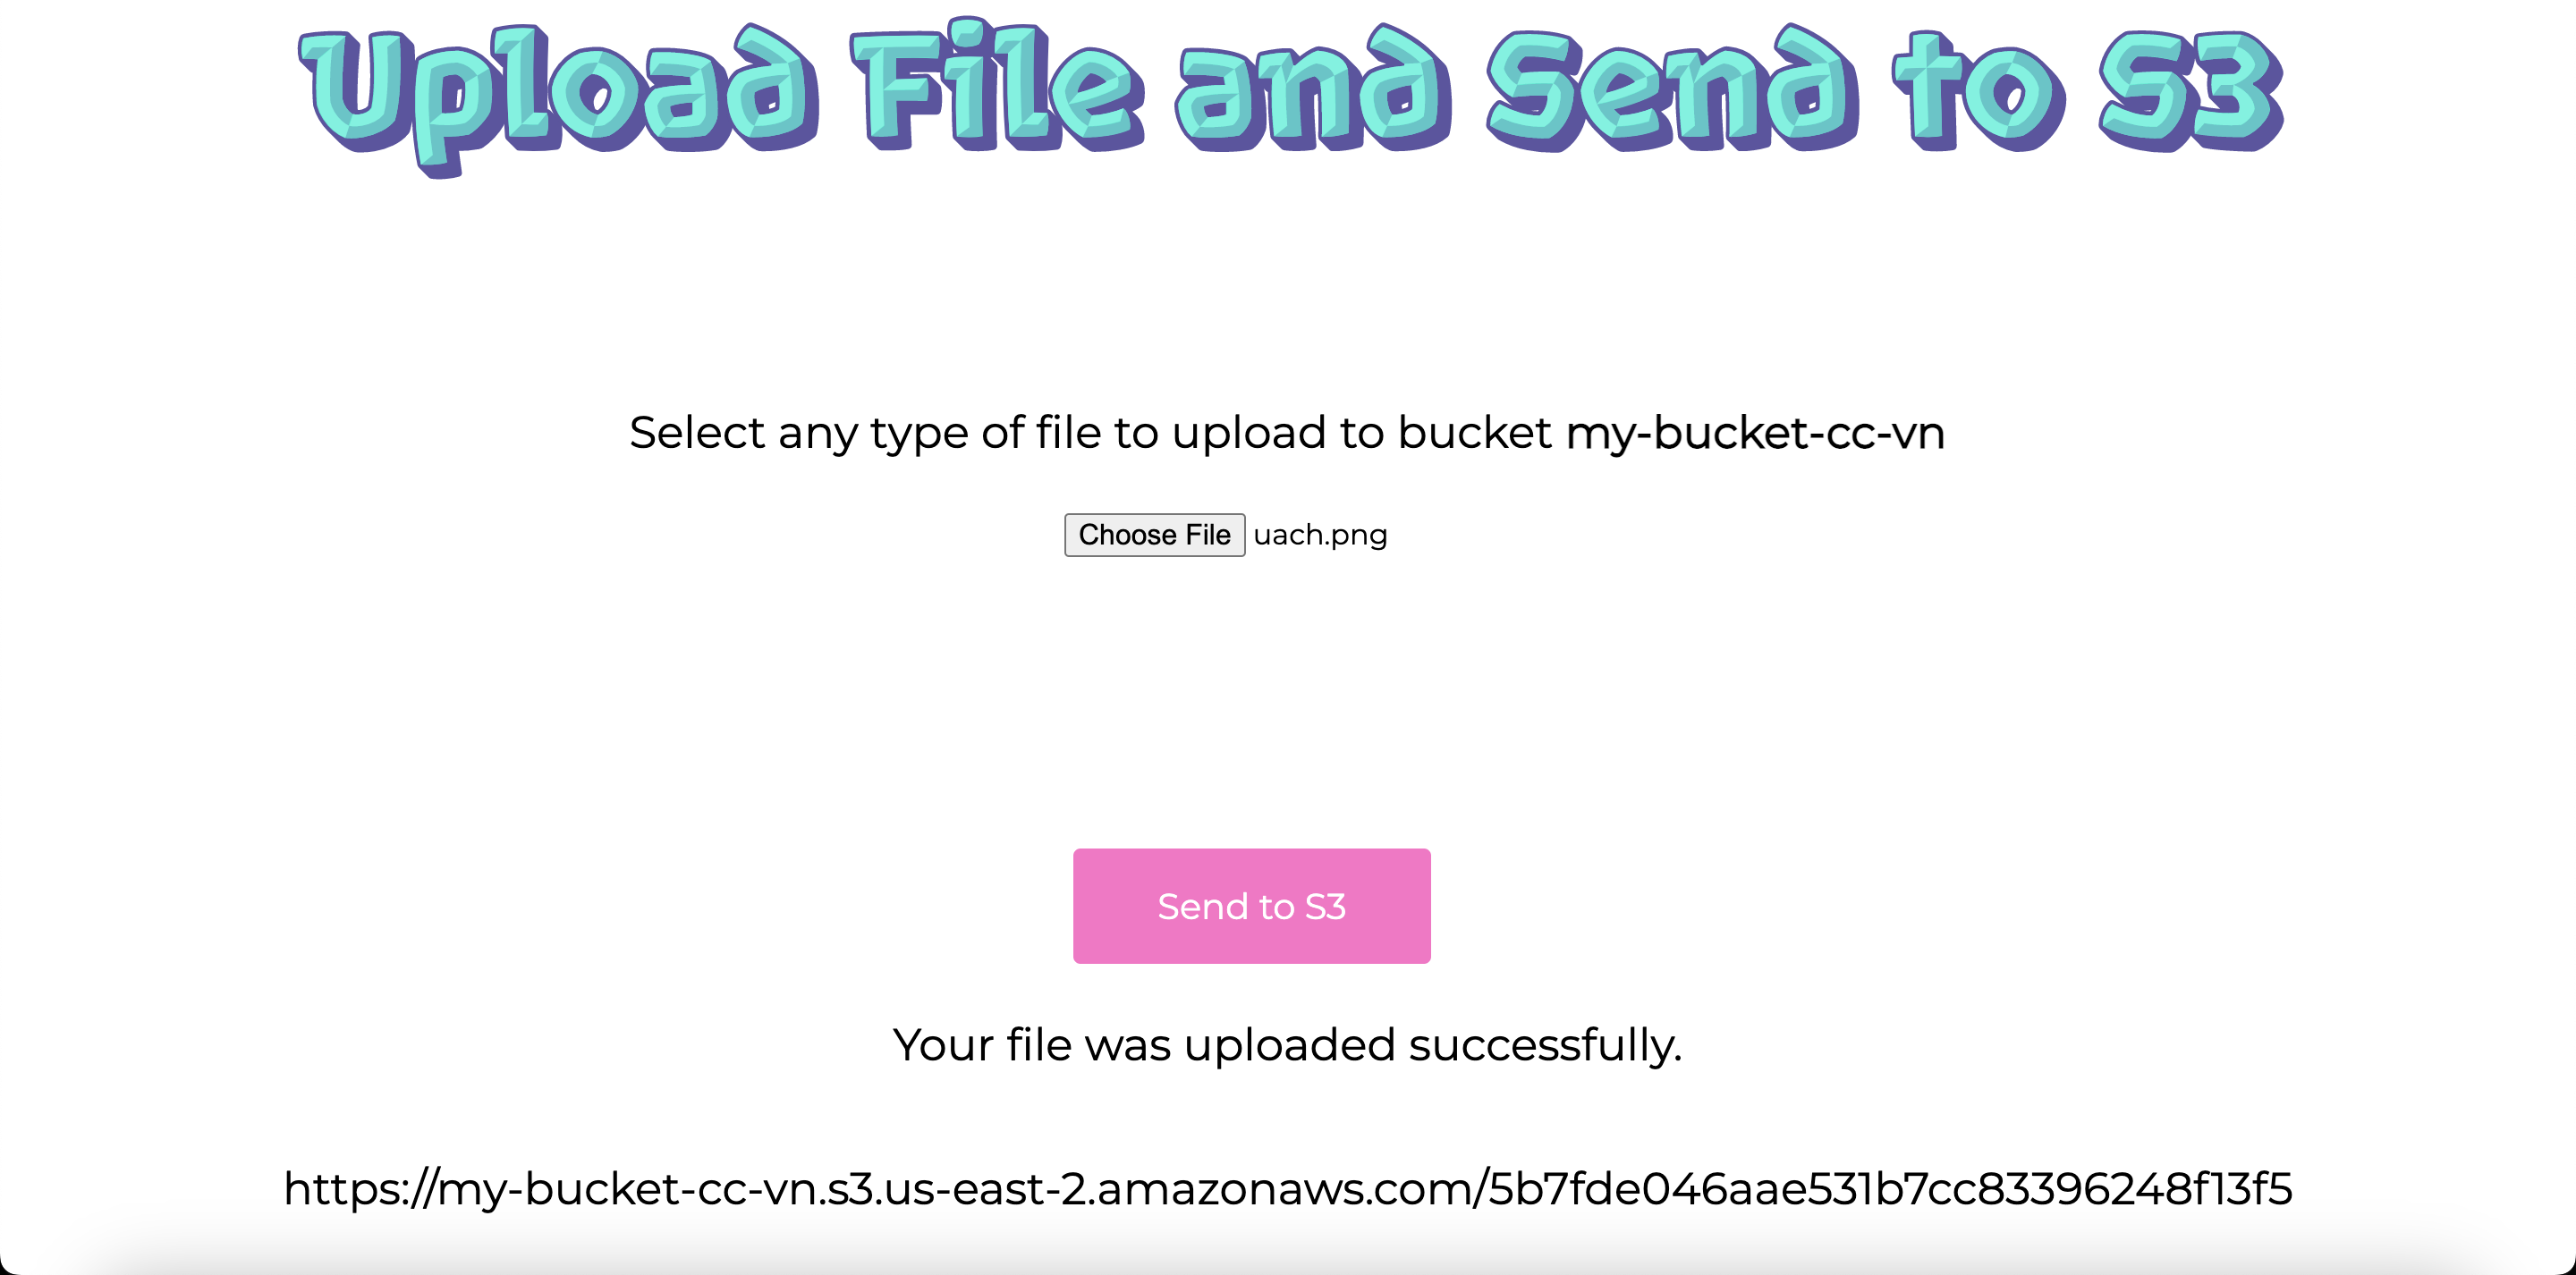 Upload File and Send to S3
Select any type of file to upload to bucket my-bucket-cc-vn
Choose File uach.png
Send to S3
Your file was uploaded successfully.
https://my-bucket-cc-vn.s3.us-east-2.amazonaws.com/5b7fde046aae531b7cc83396248f13f5